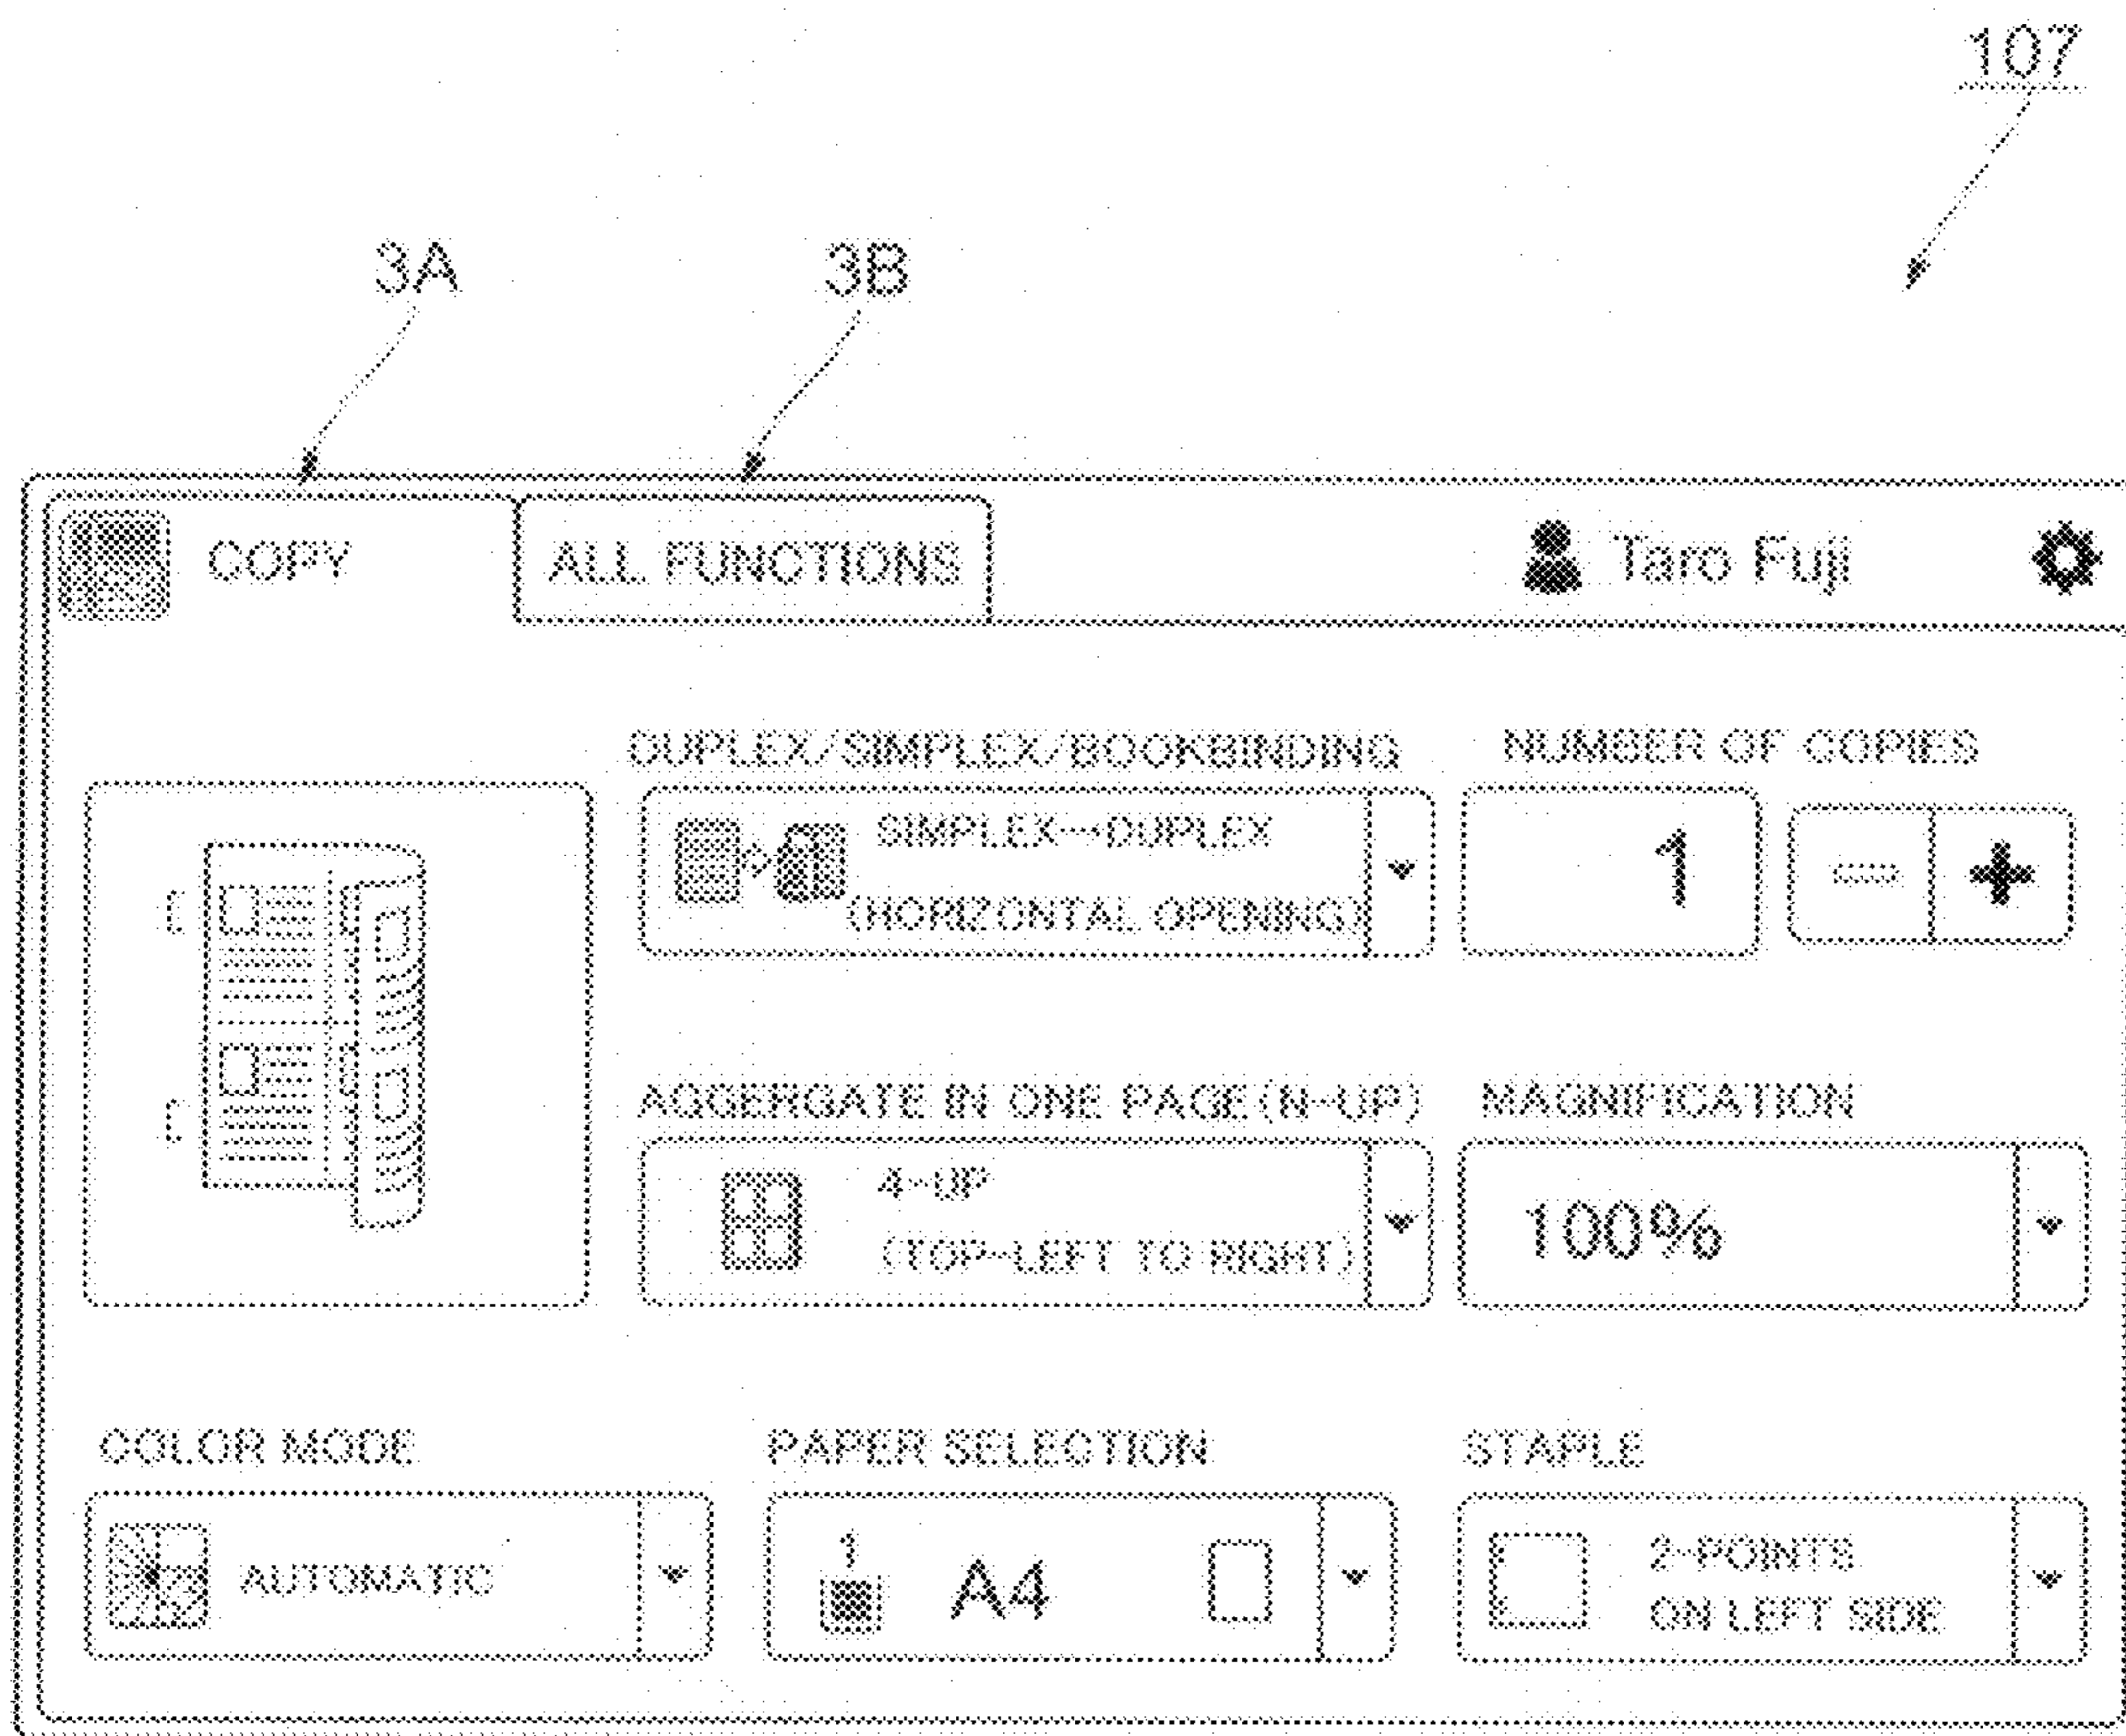 107
3A
3B
COPY
ALL FUNCTIONS
Taro Fuji
DUPLEX/SIMPLEX/BOOKBINDING
NUMBER OF COPIES
SIMPLEX→DUPLEX
(HORIZONTAL OPENING)
1
AGGERGATE IN ONE PAGE(N-UP)
MAGNIFICATION
4-UP
(TOP-LEFT TO RIGHT)
100%
COLOR MODE
PAPER SELECTION
STAPLE
AUTOMATIC
1
A4
2-POINTS
ON LEFT SIDE